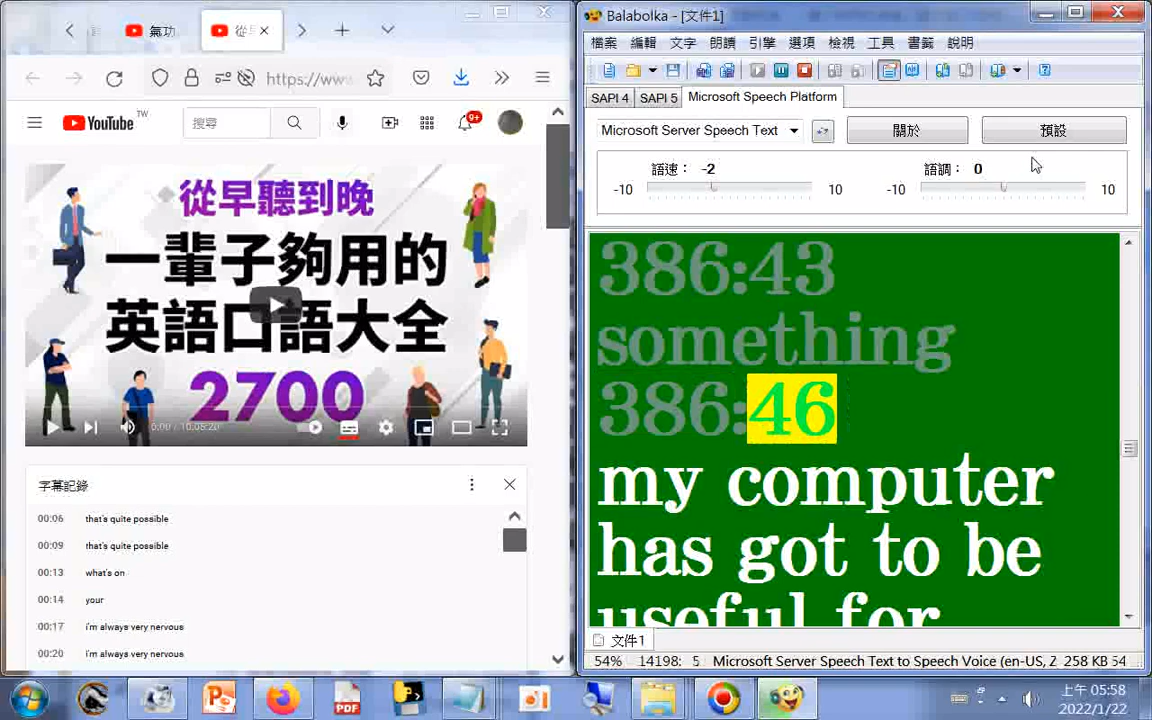 氣功
從
https://www
YouTube
TW
搜尋
9+
從早聽到晚
一輩子夠用的
英語口語大全
2700
0:00 / 10:05:20
字幕記錄
00:06 that's quite possible
00:09 that's quite possible
00:13 what's on
00:14 your
00:17 i'm always very nervous
00:20 i'm always very nervous
Balabolka - [文件1]
檔案 編輯 文字 朗讀 引擎 選項 檢視 工具 書籤 說明
SAPI 4 SAPI 5 Microsoft Speech Platform
Microsoft Server Speech Text
關於
預設
語速： -2
-10 10
語調： 0
-10 10
386:43
something
386:46
my computer
has got to be
useful for
文件1
54% 14198: 5 Microsoft Server Speech Text to Speech Voice (en-US, Z 258 KB 54
上午 05:58
2022/1/22